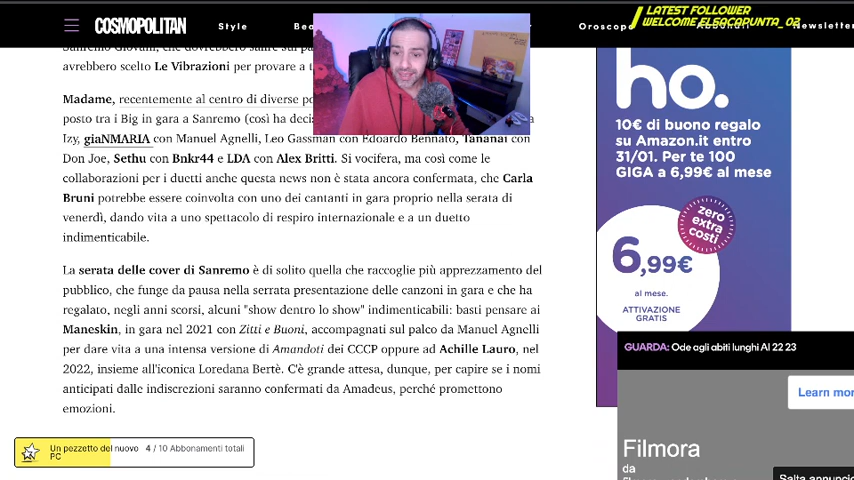 COSMOPOLITAN
Style
Bea
Oroscopo
Abbonati
Newsletter
LATEST FOLLOWER
WELCOME ELSACAPUNTA_02
Sanremo Giovani, che dovrebbero salire sul pa
avrebbero scelto Le Vibrazioni per provare a t
Madame, recentemente al centro di diverse po
posto tra i Big in gara a Sanremo (così ha deci
Izy, giaNMARIA con Manuel Agnelli, Leo Gassman con Edoardo Bennato, Tananai con
Don Joe, Sethu con Bnkr44 e LDA con Alex Britti. Si vocifera, ma così come le
collaborazioni per i duetti anche questa news non è stata ancora confermata, che Carla
Bruni potrebbe essere coinvolta con uno dei cantanti in gara proprio nella serata di
venerdì, dando vita a uno spettacolo di respiro internazionale e a un duetto
indimenticabile.
La serata delle cover di Sanremo è di solito quella che raccoglie più apprezzamento del
pubblico, che funge da pausa nella serrata presentazione delle canzoni in gara e che ha
regalato, negli anni scorsi, alcuni "show dentro lo show" indimenticabili: basti pensare ai
Maneskin, in gara nel 2021 con Zitti e Buoni, accompagnati sul palco da Manuel Agnelli
per dare vita a una intensa versione di Amandoti dei CCCP oppure ad Achille Lauro, nel
2022, insieme all'iconica Loredana Bertè. C'è grande attesa, dunque, per capire se i nomi
anticipati dalle indiscrezioni saranno confermati da Amadeus, perché promettono
emozioni.
ho.
10€ di buono regalo
su Amazon.it entro
31/01. Per te 100
GIGA a 6,99€ al mese
zero
extra
costi
6,99€
al mese.
ATTIVAZIONE
GRATIS
GUARDA: Ode agli abiti lunghi AI 22 23
Learn mor
Filmora
da
Salta annuncio
Un pezzetto del nuovo 4 / 10 Abbonamenti totali
PC